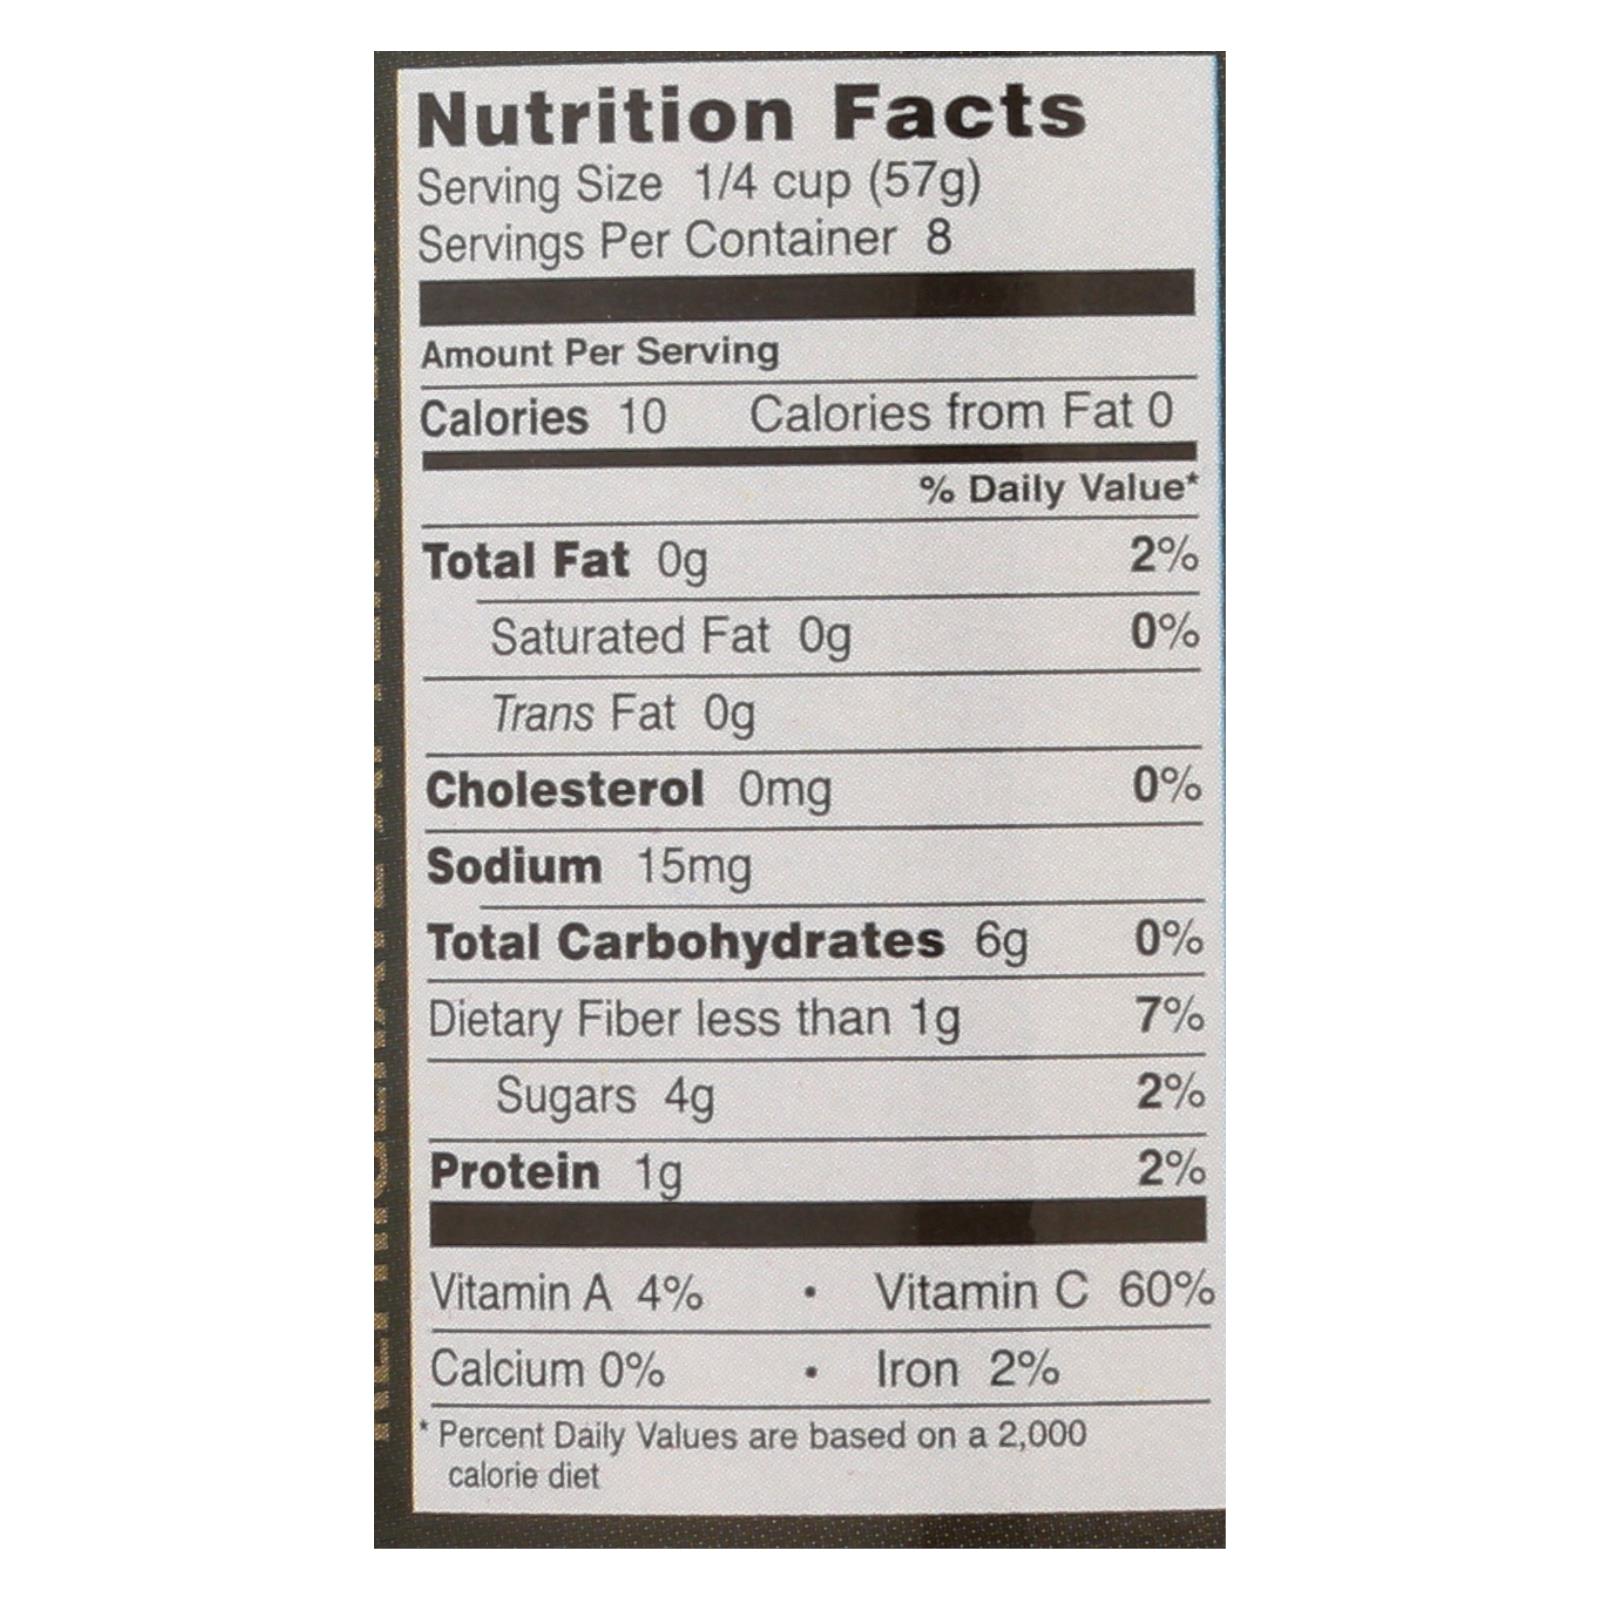 Nutrition Facts
Serving Size 1/4 cup (57g)
Servings Per Container 8
Amount Per Serving
Calories 10 Calories from Fat 0
% Daily Value*
Total Fat 0g 2%
Saturated Fat 0g 0%
Trans Fat 0g
Cholesterol 0mg 0%
Sodium 15mg
Total Carbohydrates 6g 0%
Dietary Fiber less than 1g 7%
Sugars 4g 2%
Protein 1g 2%
Vitamin A 4% • Vitamin C 60%
Calcium 0% • Iron 2%
* Percent Daily Values are based on a 2,000
calorie diet